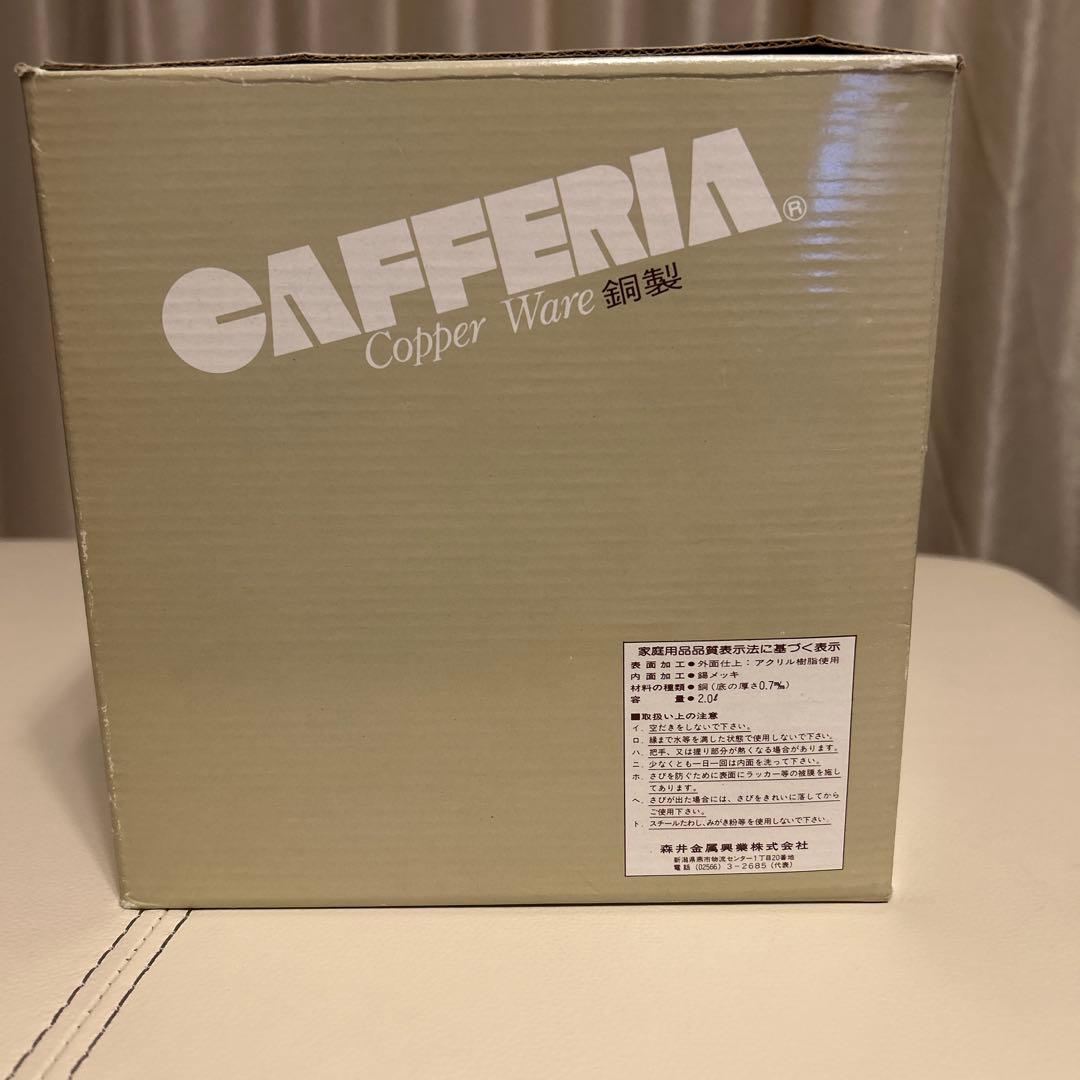 CAFFERIA®
Copper Ware 銅製
家庭用品品質表示法に基づく表示
表面加工●外面仕上：アクリル樹脂使用
内面加工●錫メッキ
材料の種類●銅（底の厚さ0.7㎜）
容量●2.0ℓ
■取扱い上の注意
イ．空だきをしないで下さい。
ロ．縁まで水等を満した状態で使用しないで下さい。
ハ．把手、又は握り部分が熱くなる場合があります。
ニ．少なくとも一日一回は内面を洗って下さい。
ホ．さびを防ぐために表面にラッカー等の被膜を施し
てあります。
ヘ．さびが出た場合には、さびをきれいに落してから
ご使用下さい。
ト．スチールたわし、みがき粉等を使用しないで下さい。
森井金属興業株式会社
新潟県燕市物流センター1丁目20番地
電話（02566）3-2685（代表）